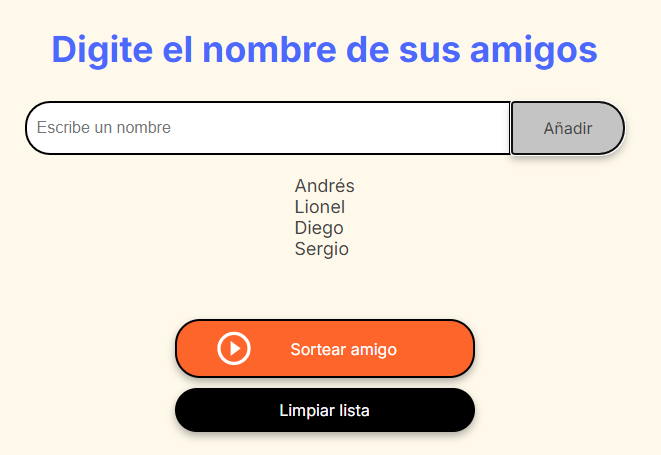 Digite el nombre de sus amigos
Escribe un nombre
Añadir
Andrés
Lionel
Diego
Sergio
Sortear amigo
Limpiar lista